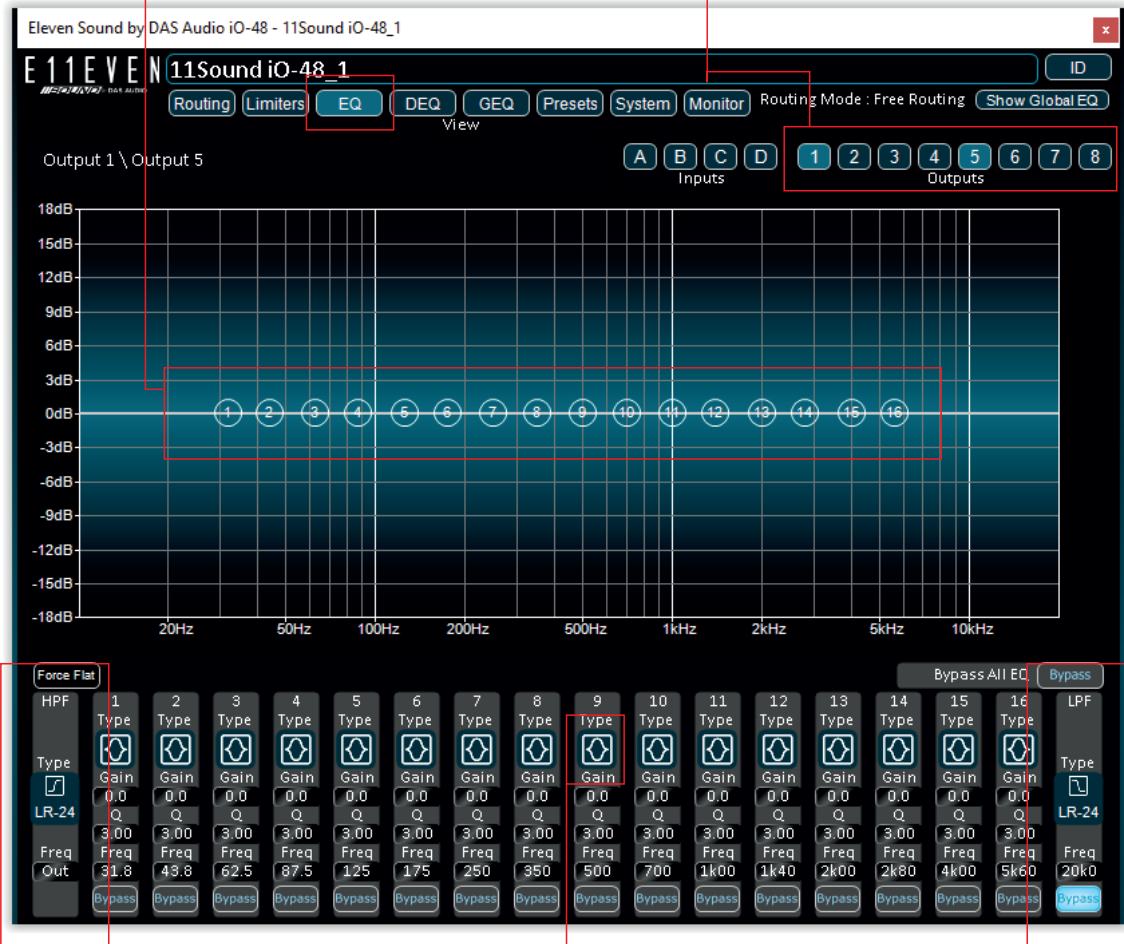 Eleven Sound by DAS Audio iO-48 - 11Sound iO-48_1
x
E11EVEN
SOUND by DAS AUDIO
11Sound iO-48_1
ID
Routing Limiters EQ DEQ GEQ Presets System Monitor Routing Mode : Free Routing Show Global EQ
View
Output 1 \ Output 5
A B C D 1 2 3 4 5 6 7 8
Inputs Outputs
18dB
15dB
12dB
9dB
6dB
3dB
0dB 1 2 3 4 5 6 7 8 9 10 11 12 13 14 15 16
-3dB
-6dB
-9dB
-12dB
-15dB
-18dB
20Hz 50Hz 100Hz 200Hz 500Hz 1kHz 2kHz 5kHz 10kHz
Force Flat Bypass All EQ Bypass
HPF 1 2 3 4 5 6 7 8 9 10 11 12 13 14 15 16 LPF
Type Type Type Type Type Type Type Type Type Type Type Type Type Type Type Type
Type Type
Gain Gain Gain Gain Gain Gain Gain Gain Gain Gain Gain Gain Gain Gain Gain Gain
0.0 0.0 0.0 0.0 0.0 0.0 0.0 0.0 0.0 0.0 0.0 0.0 0.0 0.0 0.0 0.0
LR-24 Q Q Q Q Q Q Q Q Q Q Q Q Q Q Q Q LR-24
3.00 3.00 3.00 3.00 3.00 3.00 3.00 3.00 3.00 3.00 3.00 3.00 3.00 3.00 3.00 3.00
Freq Freq Freq Freq Freq Freq Freq Freq Freq Freq Freq Freq Freq Freq Freq Freq Freq Freq
Out 31.8 43.8 62.5 87.5 125 175 250 350 500 700 1k00 1k40 2k00 2k80 4k00 5k60 20k0
Bypass Bypass Bypass Bypass Bypass Bypass Bypass Bypass Bypass Bypass Bypass Bypass Bypass Bypass Bypass Bypass Bypass